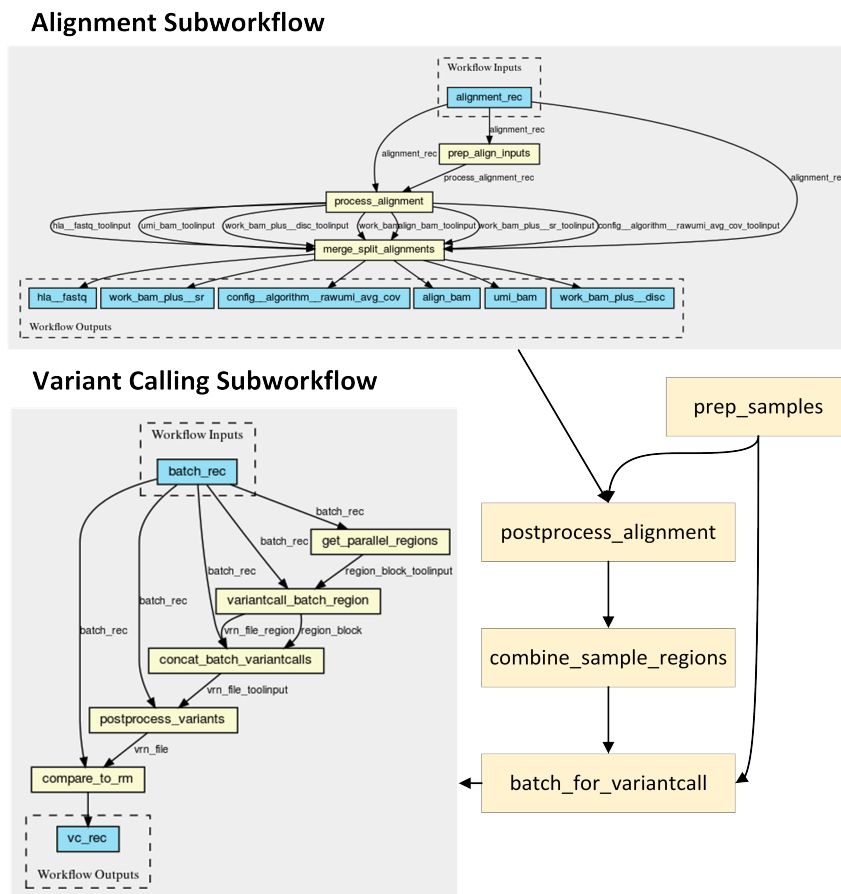 Alignment Subworkflow
Workflow Inputs
alignment_rec
alignment_rec
alignment_rec
prep_align_inputs
process_alignment_rec
alignment_re
process_alignment
hla__fastq_toolinput
umi_bam_toolinput
work_bam_plus__disc_toolinput
work_bam
align_bam_toolinput
work_bam_plus__sr_toolinput
config__algorithm__rawumi_avg_cov_toolinput
merge_split_alignments
hla__fastq
work_bam_plus__sr
config__algorithm__rawumi_avg_cov
align_bam
umi_bam
work_bam_plus__disc
Workflow Outputs
Variant Calling Subworkflow
Workflow Inputs
batch_rec
batch_rec
get_parallel_regions
batch_rec
region_block_toolinput
batch_rec
variantcall_batch_region
batch_rec
vrn_file_region
region_block
batch_rec
concat_batch_variantcalls
vrn_file_toolinput
postprocess_variants
vrn_file
compare_to_rm
vc_rec
Workflow Outputs
prep_samples
postprocess_alignment
combine_sample_regions
batch_for_variantcall